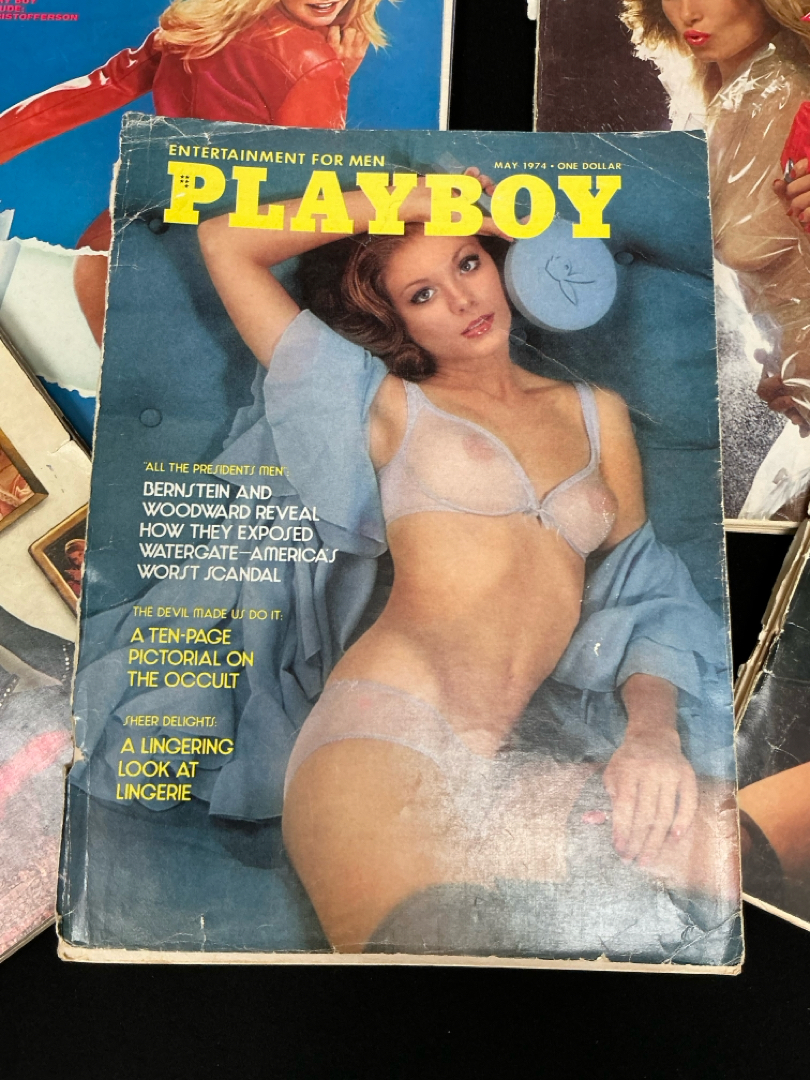 UDE:
ISTOFFERSON
ENTERTAINMENT FOR MEN
MAY 1974 • ONE DOLLAR
PLAYBOY
"ALL THE PRESIDENT'S MEN":
BERNSTEIN AND
WOODWARD REVEAL
HOW THEY EXPOSED
WATERGATE—AMERICA'S
WORST SCANDAL
THE DEVIL MADE US DO IT:
A TEN-PAGE
PICTORIAL ON
THE OCCULT
SHEER DELIGHTS:
A LINGERING
LOOK AT
LINGERIE